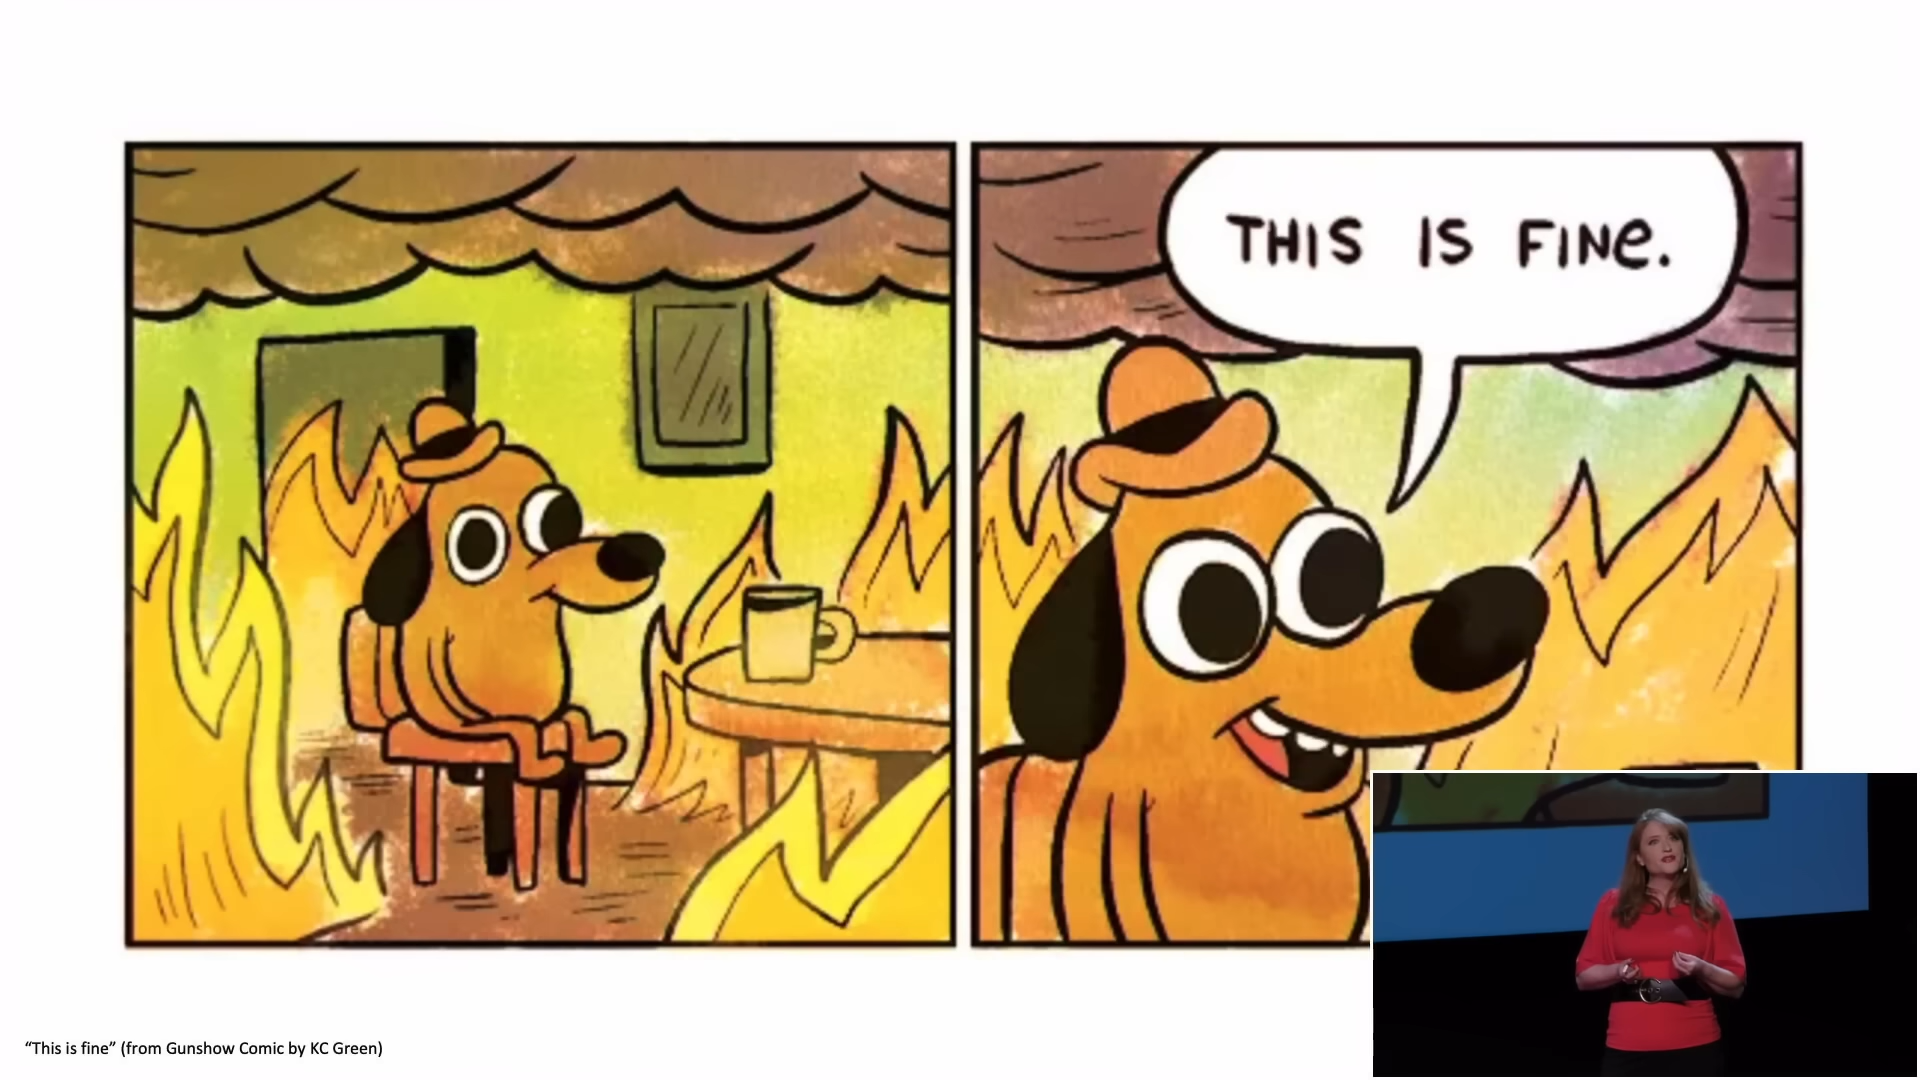 THIS IS FINe.
“This is fine” (from Gunshow Comic by KC Green)